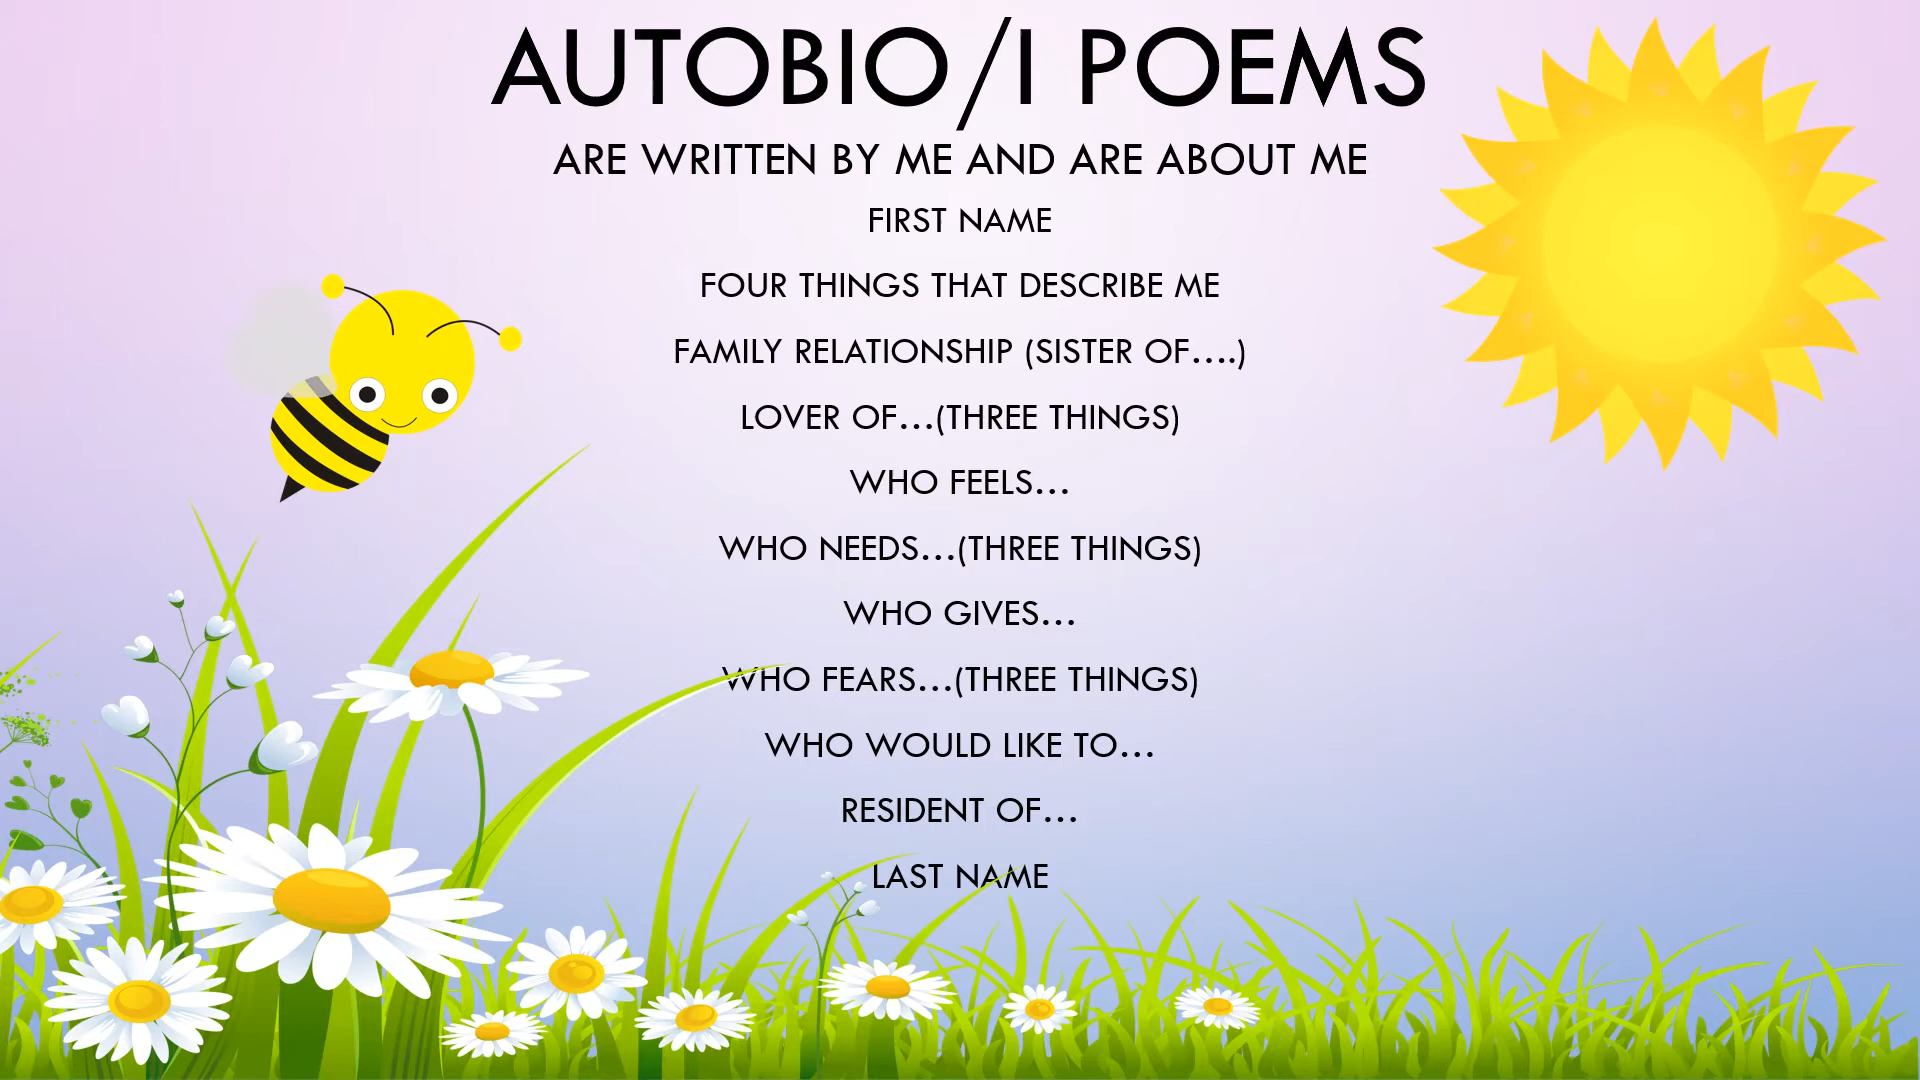 AUTOBIO/I POEMS
ARE WRITTEN BY ME AND ARE ABOUT ME
FIRST NAME
FOUR THINGS THAT DESCRIBE ME
FAMILY RELATIONSHIP (SISTER OF....)
LOVER OF...(THREE THINGS)
WHO FEELS...
WHO NEEDS...(THREE THINGS)
WHO GIVES...
WHO FEARS...(THREE THINGS)
WHO WOULD LIKE TO...
RESIDENT OF...
LAST NAME